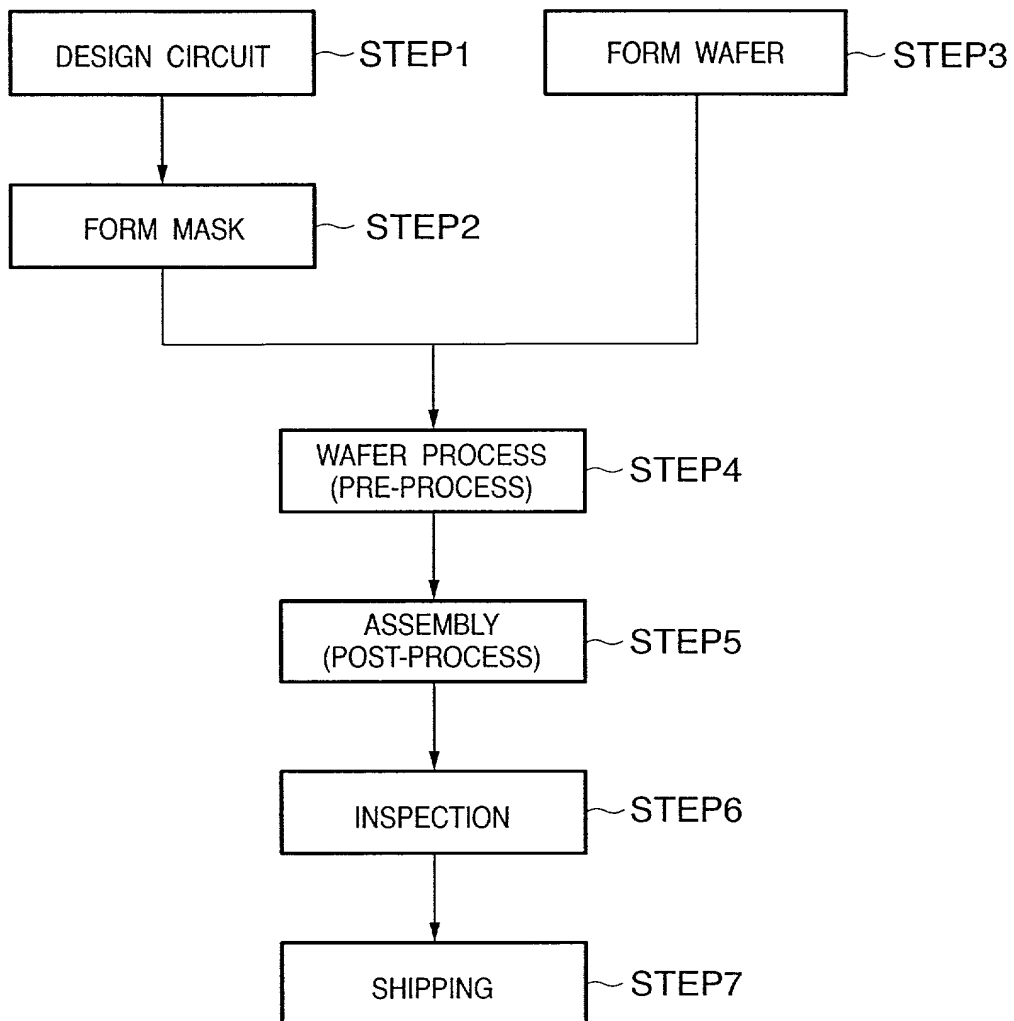 DESIGN CIRCUIT
STEP1
FORM WAFER
STEP3
FORM MASK
STEP2
WAFER PROCESS
(PRE-PROCESS)
STEP4
ASSEMBLY
(POST-PROCESS)
STEP5
INSPECTION
STEP6
SHIPPING
STEP7